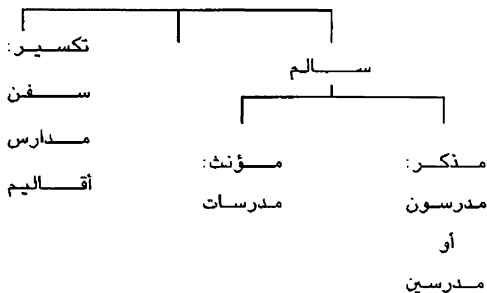 سالم
مذكر:
مدرسون
أو
مدرسين
مؤنث:
مدرسات
تكسير:
سفن
مدارس
أقاليم